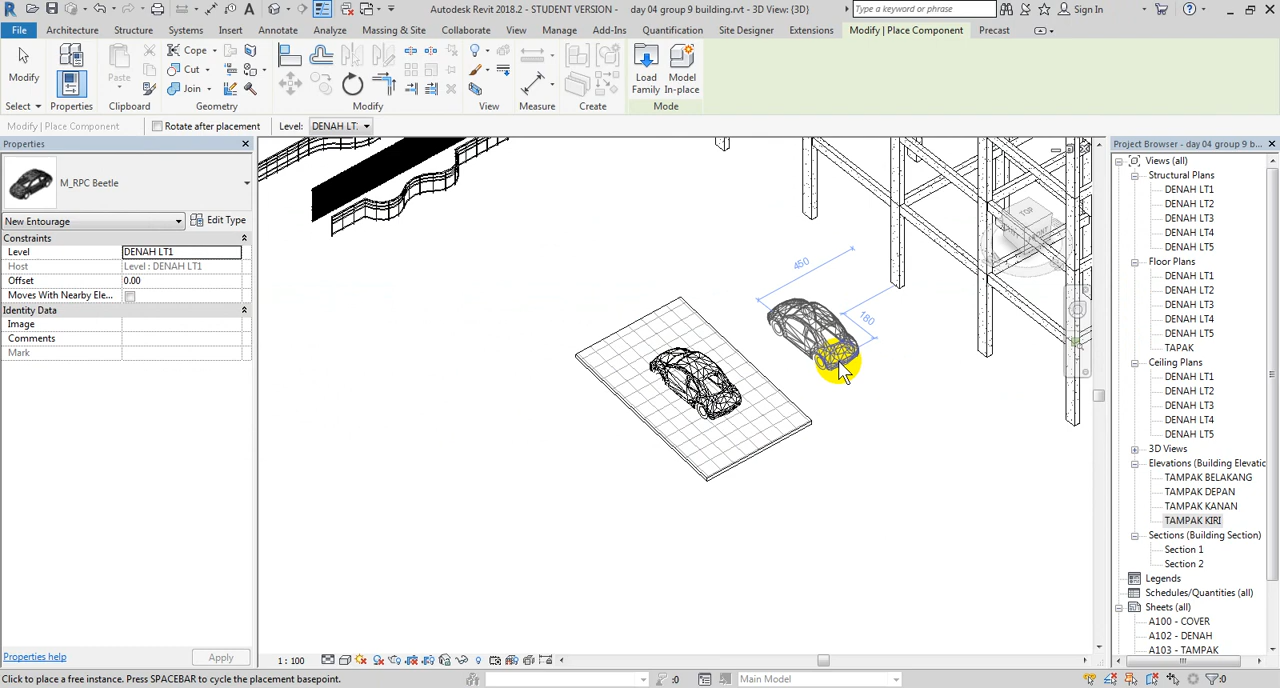 Autodesk Revit 2018.2 - STUDENT VERSION - day 04 group 9 building.rvt - 3D View: {3D}
Type a keyword or phrase
Sign In
File Architecture Structure Systems Insert Annotate Analyze Massing & Site Collaborate View Manage Add-Ins Quantification Site Designer Extensions Modify | Place Component Precast
Modify
Properties
Paste
Cope
Cut
Join
Load Family
Model In-place
Select Properties Clipboard Geometry Modify View Measure Create Mode
Modify | Place Component
Rotate after placement
Level: DENAH LT:
Properties
M_RPC Beetle
New Entourage
Edit Type
Constraints
Level DENAH LT1
Host Level : DENAH LT1
Offset 0.00
Moves With Nearby Ele...
Identity Data
Image
Comments
Mark
Properties help
Apply
450
180
TOP
FRONT
Project Browser - day 04 group 9 b...
Views (all)
Structural Plans
DENAH LT1
DENAH LT2
DENAH LT3
DENAH LT4
DENAH LT5
Floor Plans
DENAH LT1
DENAH LT2
DENAH LT3
DENAH LT4
DENAH LT5
TAPAK
Ceiling Plans
DENAH LT1
DENAH LT2
DENAH LT3
DENAH LT4
DENAH LT5
3D Views
Elevations (Building Elevatic
TAMPAK BELAKANG
TAMPAK DEPAN
TAMPAK KANAN
TAMPAK KIRI
Sections (Building Section)
Section 1
Section 2
Legends
Schedules/Quantities (all)
Sheets (all)
A100 - COVER
A102 - DENAH
A103 - TAMPAK
1 : 100
Click to place a free instance. Press SPACEBAR to cycle the placement basepoint.
:0
Main Model
:0